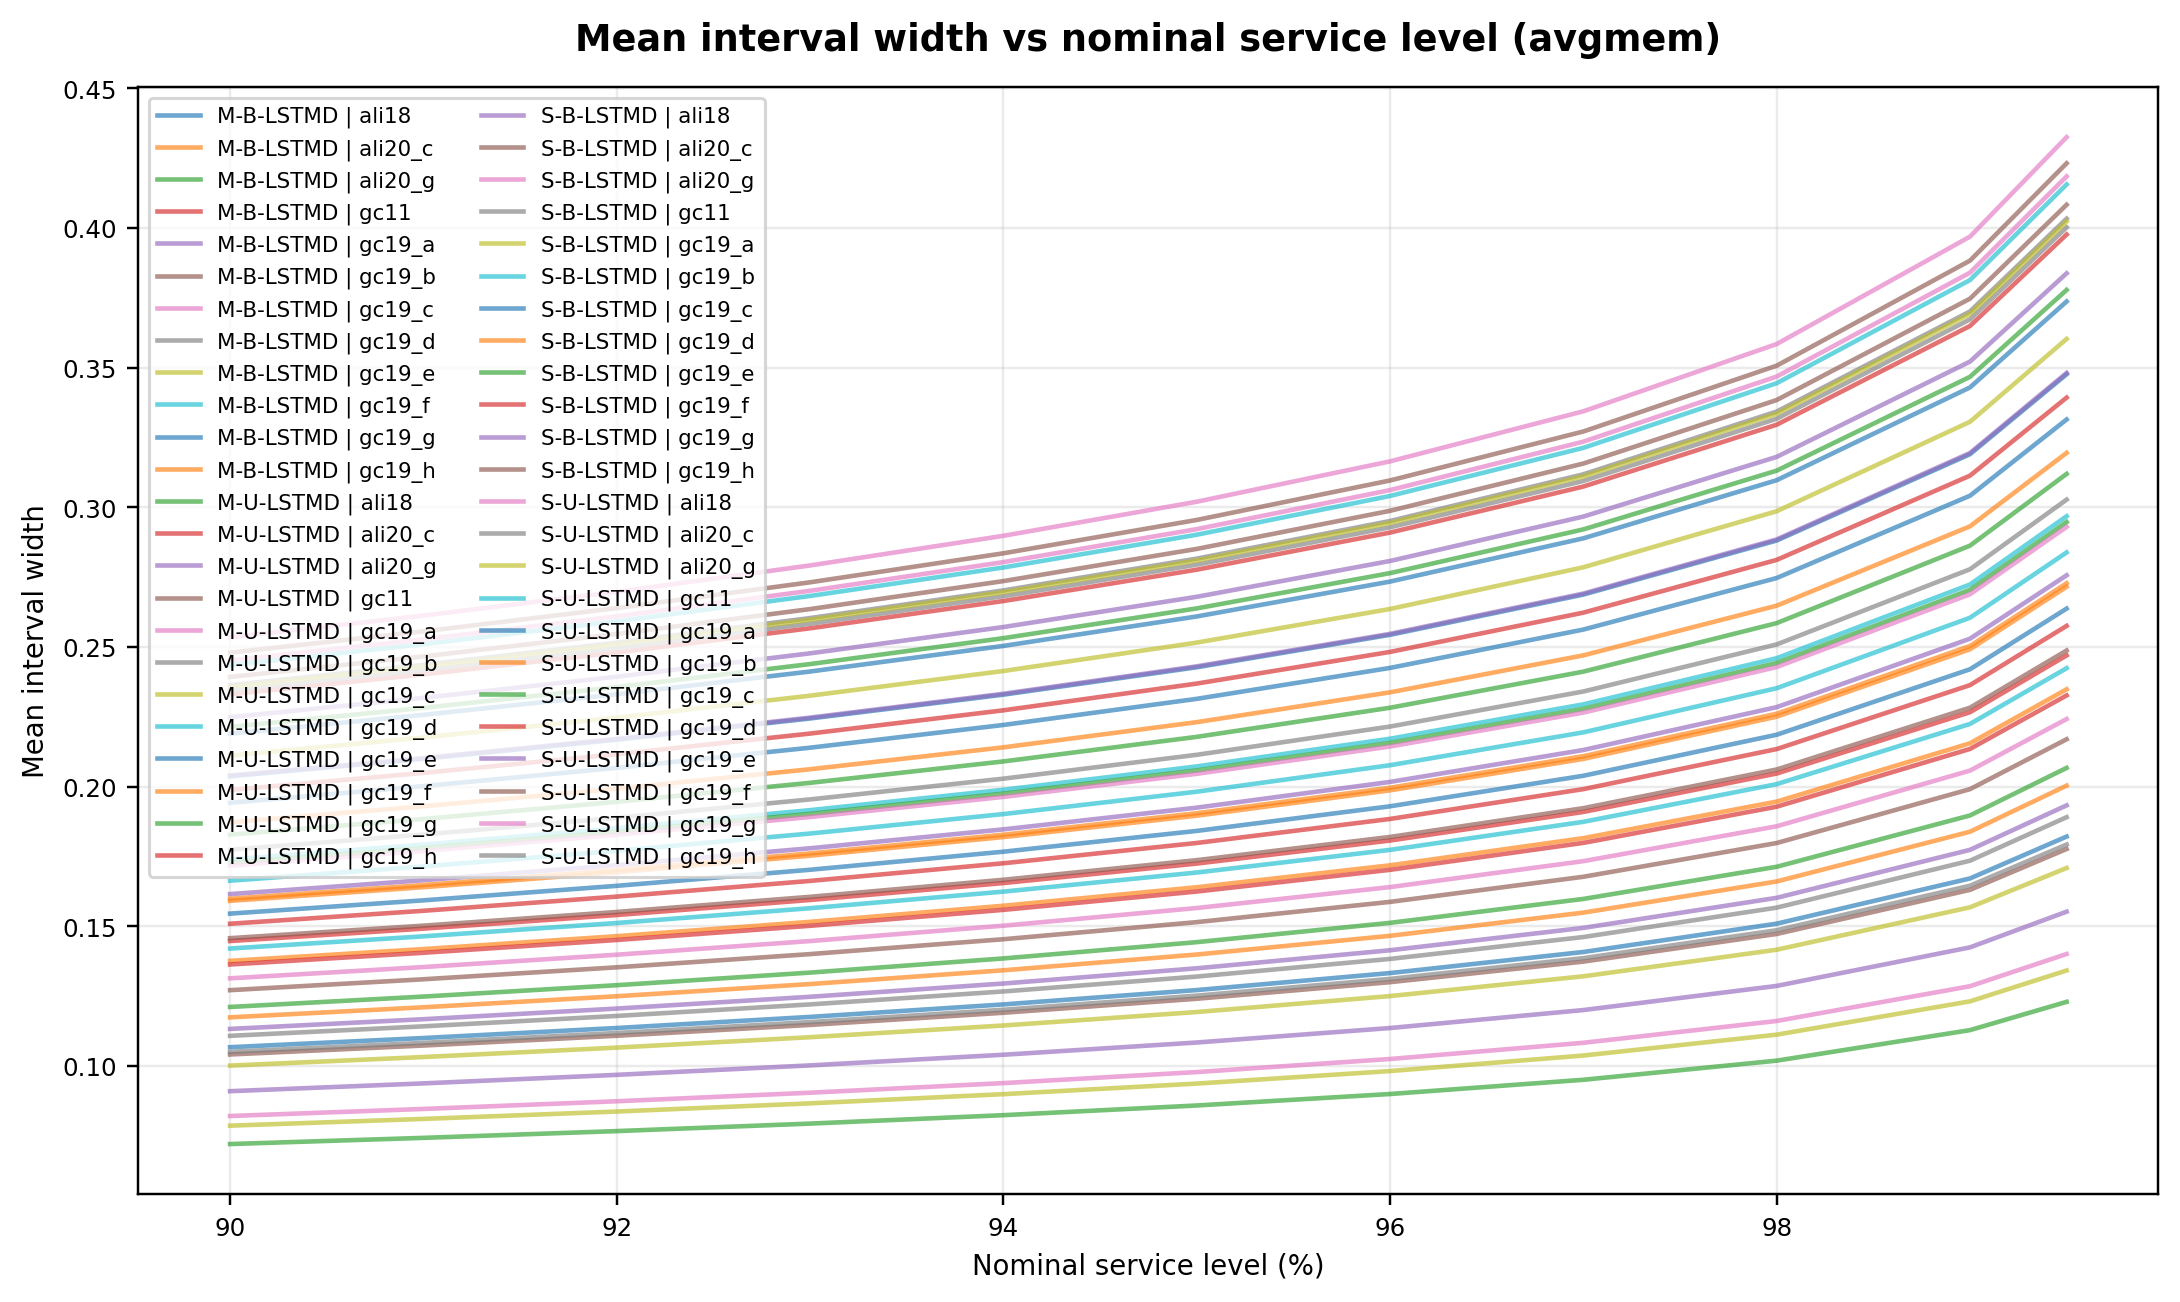 Mean interval width vs nominal service level (avgmem)
Mean interval width
0.45
0.40
0.35
0.30
0.25
0.20
0.15
0.10
M-B-LSTMD | ali18
M-B-LSTMD | ali20_c
M-B-LSTMD | ali20_g
M-B-LSTMD | gc11
M-B-LSTMD | gc19_a
M-B-LSTMD | gc19_b
M-B-LSTMD | gc19_c
M-B-LSTMD | gc19_d
M-B-LSTMD | gc19_e
M-B-LSTMD | gc19_f
M-B-LSTMD | gc19_g
M-B-LSTMD | gc19_h
M-U-LSTMD | ali18
M-U-LSTMD | ali20_c
M-U-LSTMD | ali20_g
M-U-LSTMD | gc11
M-U-LSTMD | gc19_a
M-U-LSTMD | gc19_b
M-U-LSTMD | gc19_c
M-U-LSTMD | gc19_d
M-U-LSTMD | gc19_e
M-U-LSTMD | gc19_f
M-U-LSTMD | gc19_g
M-U-LSTMD | gc19_h
S-B-LSTMD | ali18
S-B-LSTMD | ali20_c
S-B-LSTMD | ali20_g
S-B-LSTMD | gc11
S-B-LSTMD | gc19_a
S-B-LSTMD | gc19_b
S-B-LSTMD | gc19_c
S-B-LSTMD | gc19_d
S-B-LSTMD | gc19_e
S-B-LSTMD | gc19_f
S-B-LSTMD | gc19_g
S-B-LSTMD | gc19_h
S-U-LSTMD | ali18
S-U-LSTMD | ali20_c
S-U-LSTMD | ali20_g
S-U-LSTMD | gc11
S-U-LSTMD | gc19_a
S-U-LSTMD | gc19_b
S-U-LSTMD | gc19_c
S-U-LSTMD | gc19_d
S-U-LSTMD | gc19_e
S-U-LSTMD | gc19_f
S-U-LSTMD | gc19_g
S-U-LSTMD | gc19_h
90 92 94 96 98
Nominal service level (%)